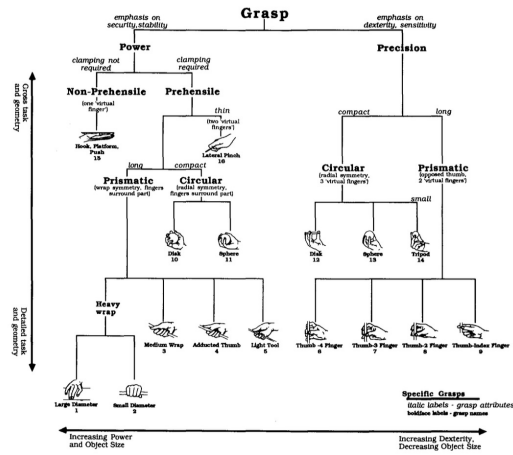 Grasp
emphasis on
security, stability
emphasis on
dexterity, sensitivity
Power
Precision
clamping not
required
clamping
required
Non-Prehensile
(one 'virtual
finger')
Prehensile
Hook, Platform,
Push
15
thin
(two 'virtual
fingers')
Lateral Pinch
16
compact
long
long
compact
Prismatic
(wrap symmetry, fingers
surround part)
Circular
(radial symmetry,
fingers surround part)
Circular
(radial symmetry,
3 'virtual fingers')
Prismatic
(opposed thumb,
2 'virtual fingers')
small
Disk
10
Sphere
11
Disk
12
Sphere
13
Tripod
14
Heavy
wrap
Medium Wrap
3
Adducted Thumb
4
Light Tool
5
Thumb -4 Finger
6
Thumb-3 Finger
7
Thumb-2 Finger
8
Thumb-Index Finger
9
Large Diameter
1
Small Diameter
2
Gross task
and geometry
Detailed task
and geometry
Specific Grasps
italic labels - grasp attributes
boldface labels - grasp names
Increasing Power
and Object Size
Increasing Dexterity,
Decreasing Object Size